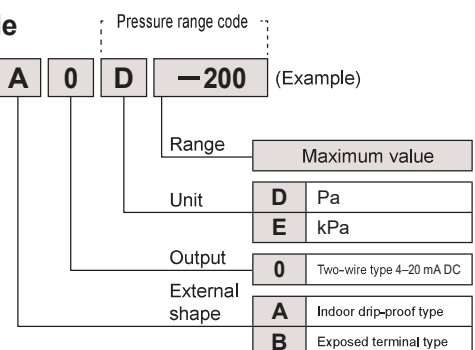 Pressure range code
le
A 0 D −200 (Example)
Range Maximum value
Unit D Pa
E kPa
Output 0 Two-wire type 4–20 mA DC
External
shape A Indoor drip-proof type
B Exposed terminal type